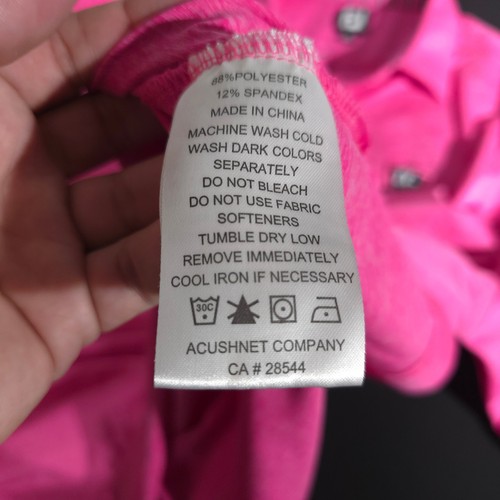 88%POLYESTER
12% SPANDEX
MADE IN CHINA
MACHINE WASH COLD
WASH DARK COLORS
SEPARATELY
DO NOT BLEACH
DO NOT USE FABRIC
SOFTENERS
TUMBLE DRY LOW
REMOVE IMMEDIATELY
COOL IRON IF NECESSARY
30C
ACUSHNET COMPANY
CA # 28544